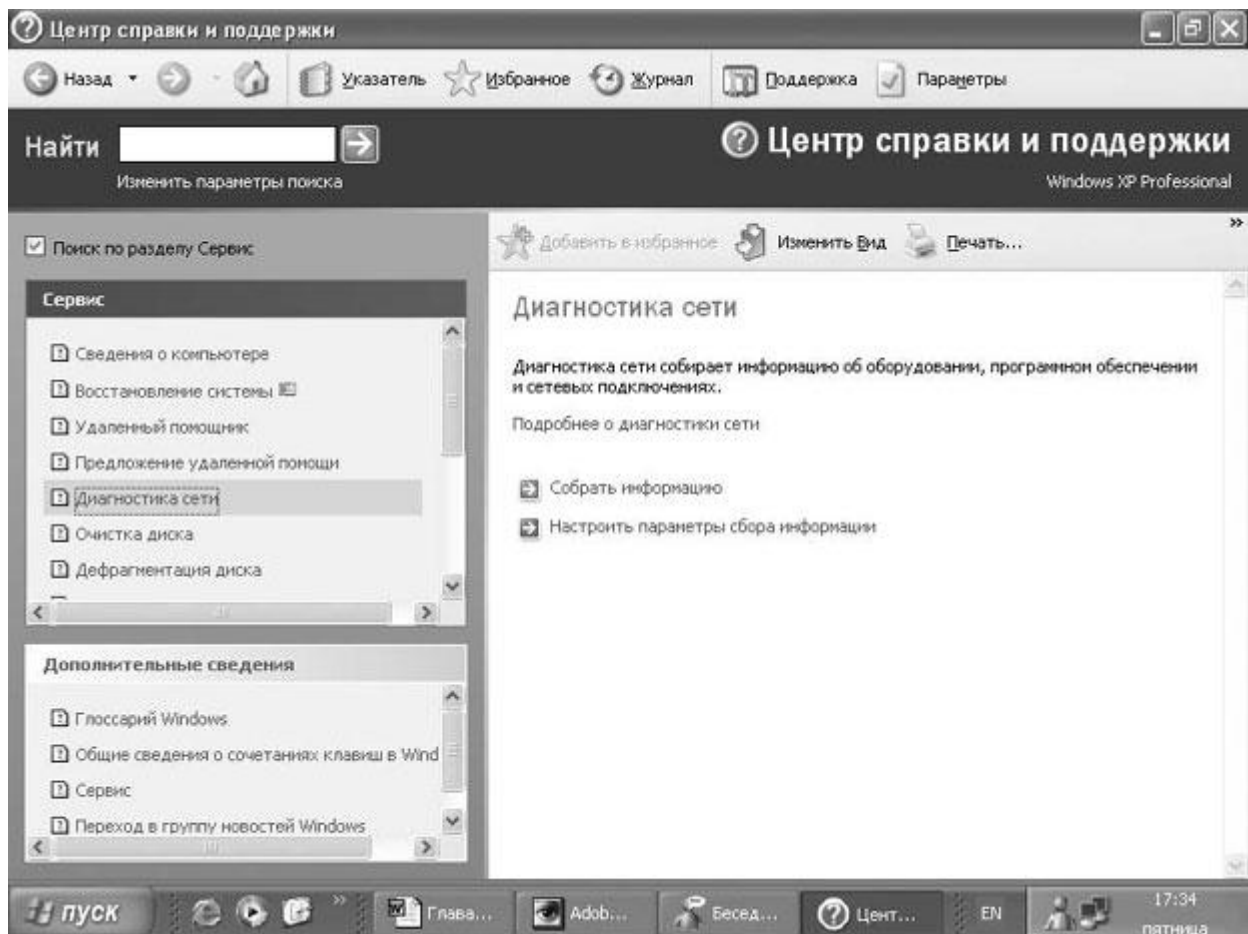 Центр справки и поддержки
Назад Указатель Избранное Журнал Поддержка Параметры
Найти
Изменить параметры поиска
Центр справки и поддержки
Windows XP Professional
Поиск по разделу Сервис
Сервис
Сведения о компьютере
Восстановление системы
Удаленный помощник
Предложение удаленной помощи
Диагностика сети
Очистка диска
Дефрагментация диска
Дополнительные сведения
Глоссарий Windows
Общие сведения о сочетаниях клавиш в Wind
Сервис
Переход в группу новостей Windows
Добавить в избранное Изменить Вид Печать...
Диагностика сети
Диагностика сети собирает информацию об оборудовании, программном обеспечении
и сетевых подключениях.
Подробнее о диагностики сети
Собрать информацию
Настроить параметры сбора информации
пуск Глава... Adob... Бесед... Цент... EN 17:34
пятница